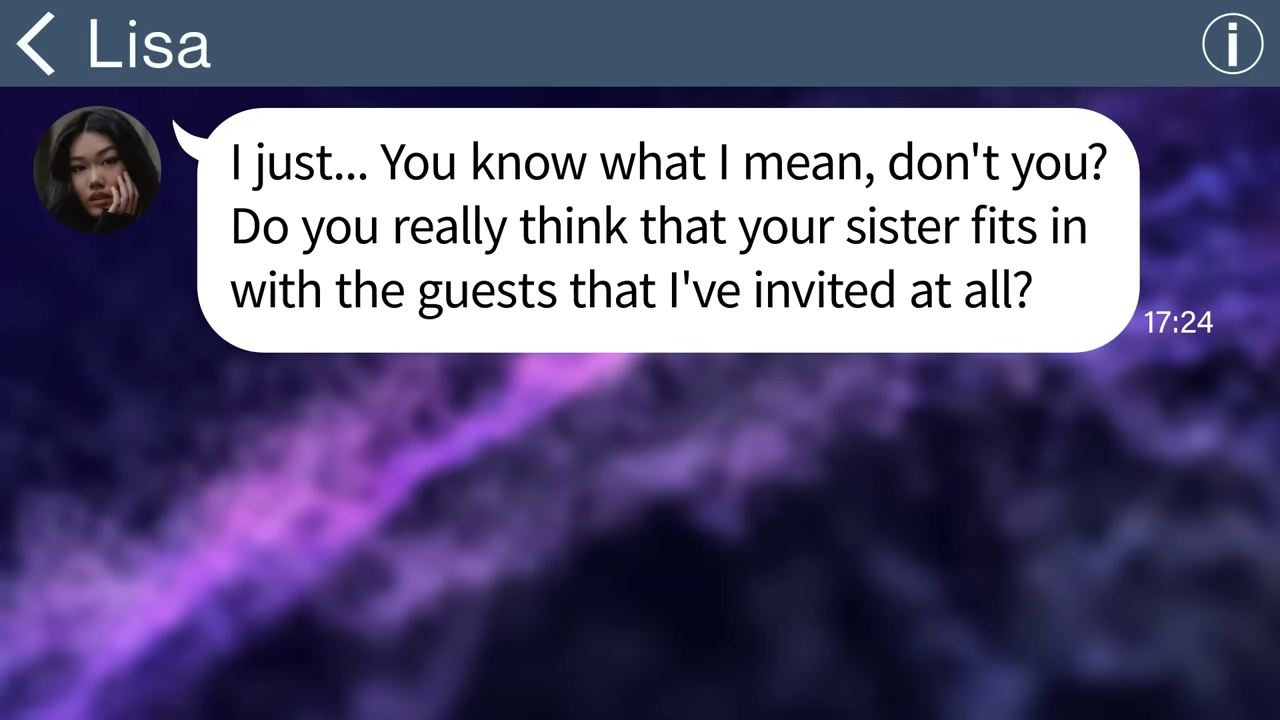 Lisa
I just... You know what I mean, don't you?
Do you really think that your sister fits in
with the guests that I've invited at all?
17:24